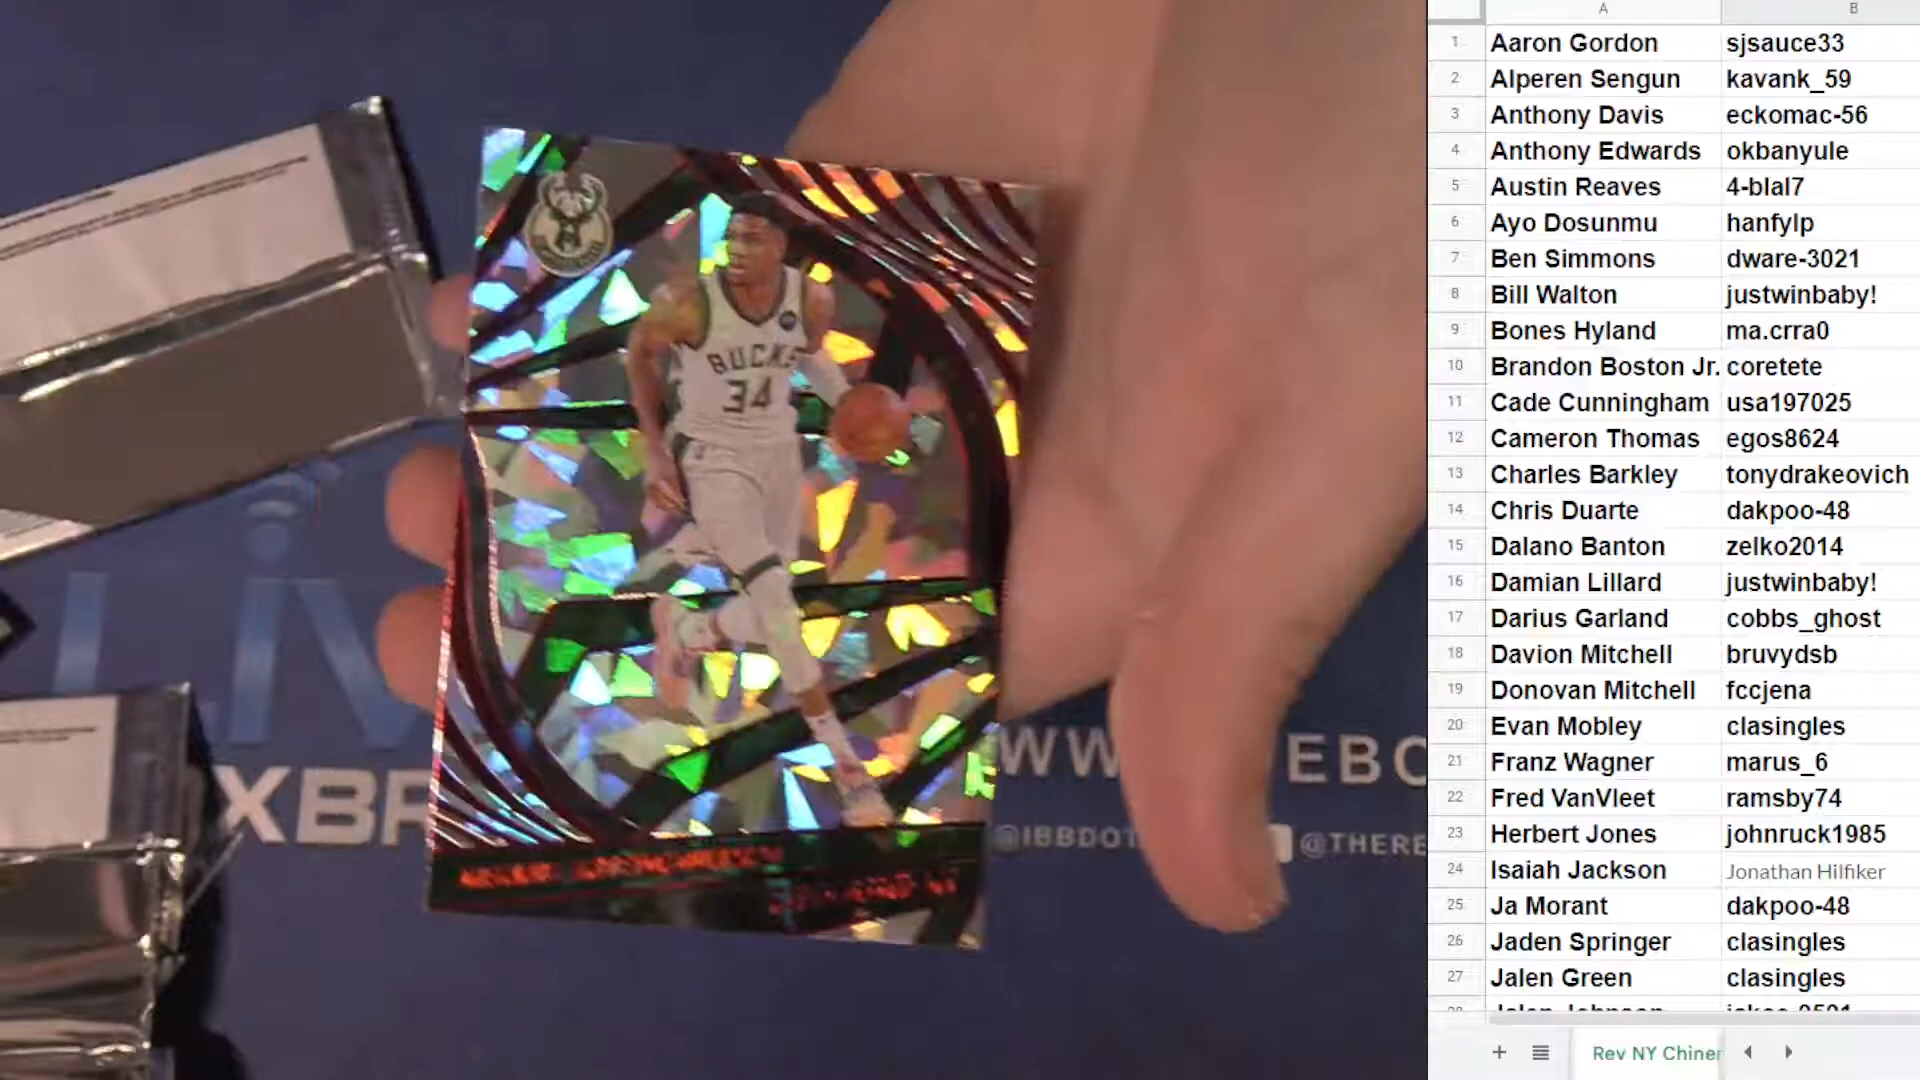 BUCKS
34
LIV
XBR
WW
EBO
@IBBDOT
@THERE
A B
1 Aaron Gordon sjsauce33
2 Alperen Sengun kavank_59
3 Anthony Davis eckomac-56
4 Anthony Edwards okbanyule
5 Austin Reaves 4-blal7
6 Ayo Dosunmu hanfylp
7 Ben Simmons dware-3021
8 Bill Walton justwinbaby!
9 Bones Hyland ma.crra0
10 Brandon Boston Jr. coretete
11 Cade Cunningham usa197025
12 Cameron Thomas egos8624
13 Charles Barkley tonydrakeovich
14 Chris Duarte dakpoo-48
15 Dalano Banton zelko2014
16 Damian Lillard justwinbaby!
17 Darius Garland cobbs_ghost
18 Davion Mitchell bruvydsb
19 Donovan Mitchell fccjena
20 Evan Mobley clasingles
21 Franz Wagner marus_6
22 Fred VanVleet ramsby74
23 Herbert Jones johnruck1985
24 Isaiah Jackson Jonathan Hilfiker
25 Ja Morant dakpoo-48
26 Jaden Springer clasingles
27 Jalen Green clasingles
Rev NY Chiner